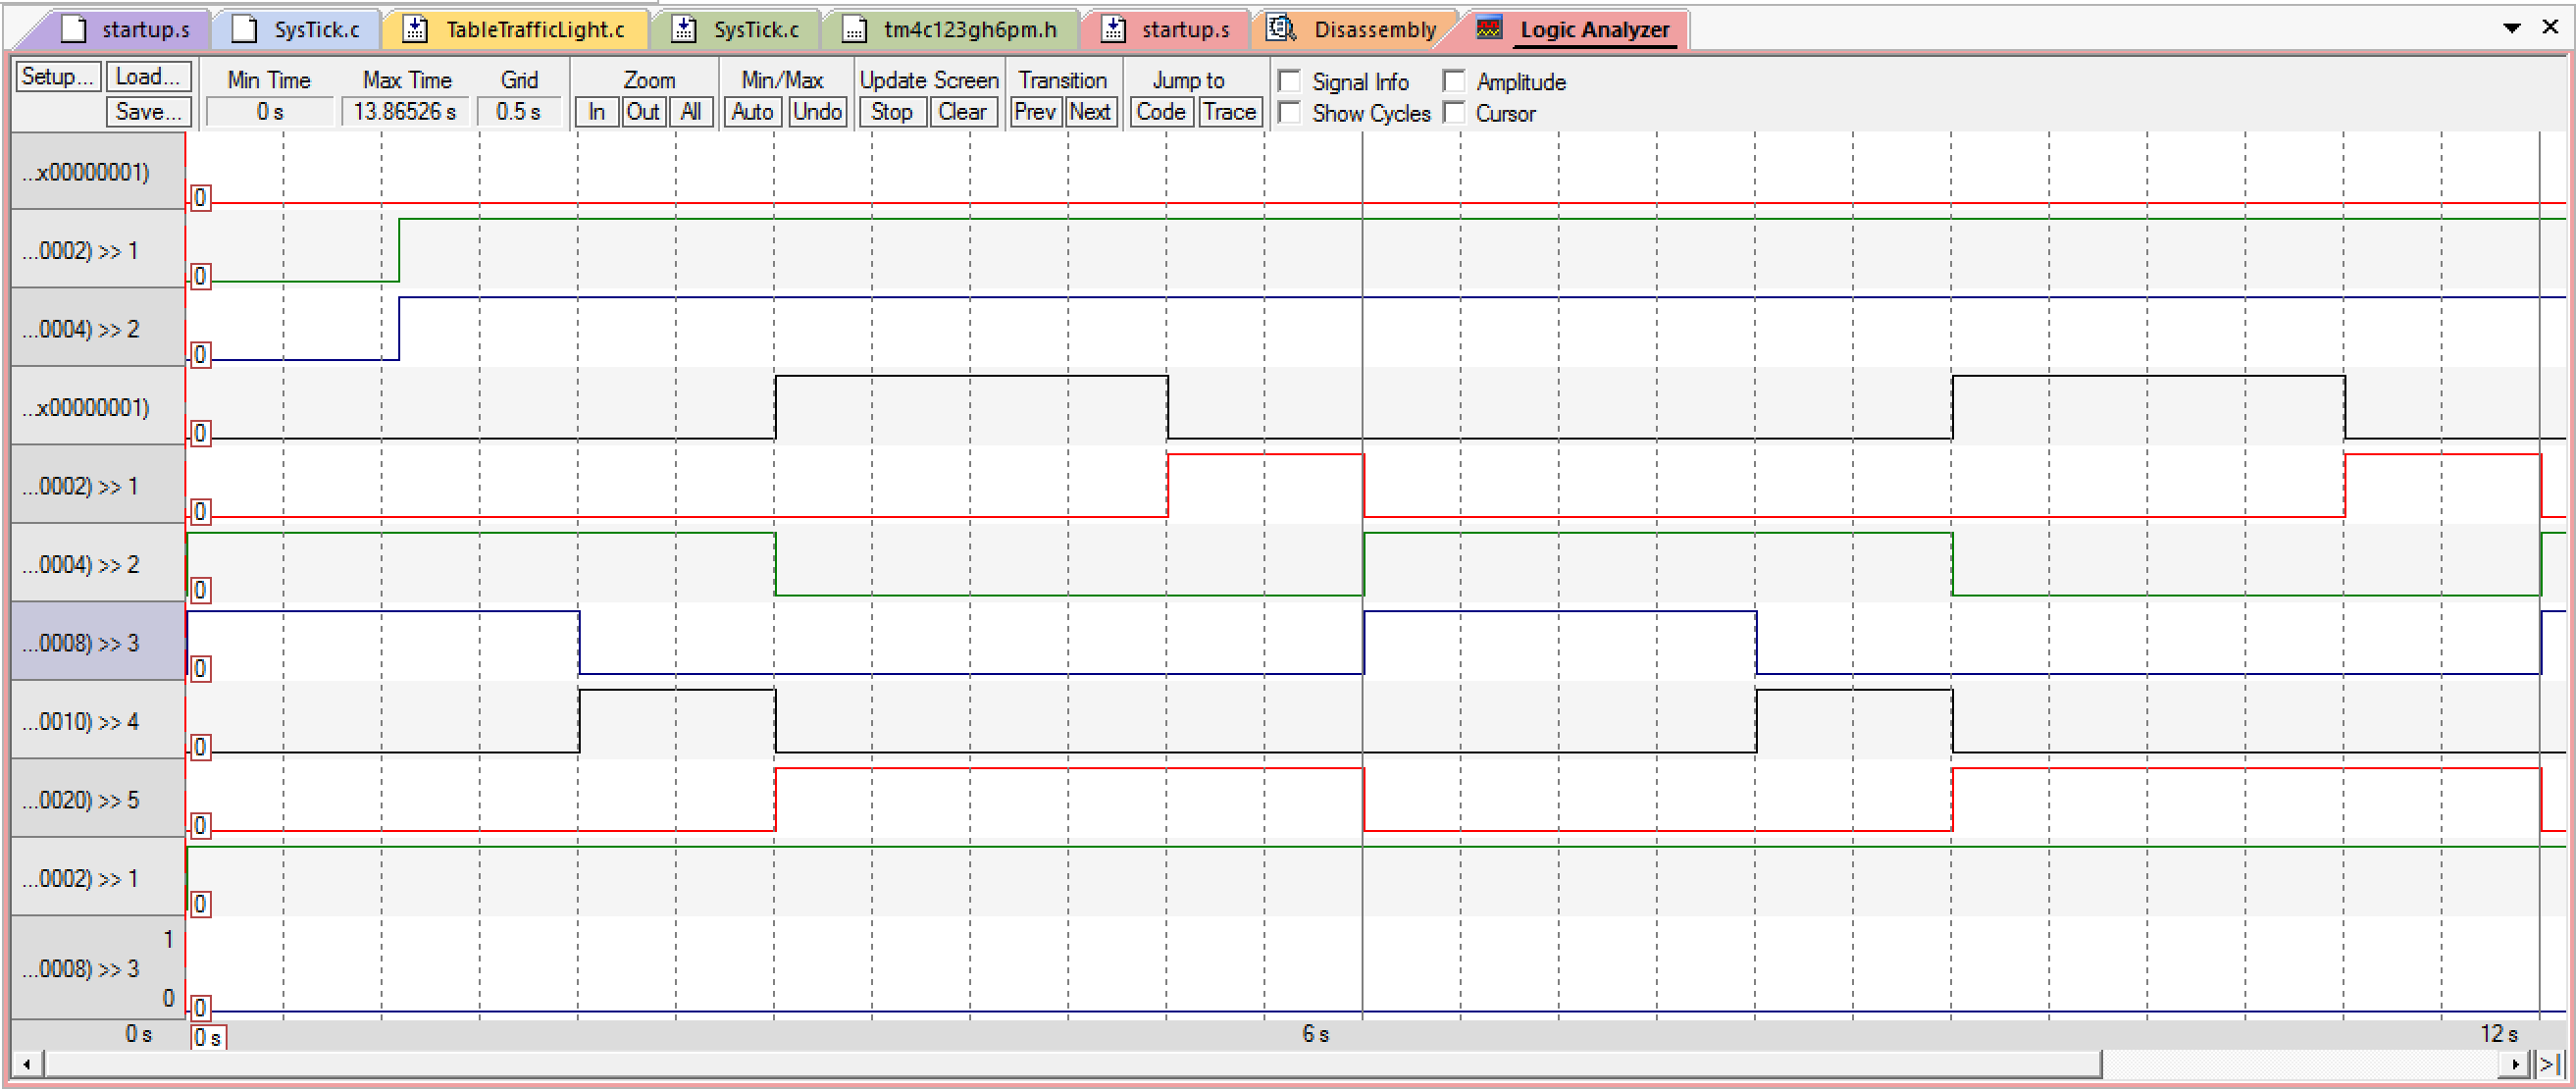 startup.s SysTick.c TableTrafficLight.c SysTick.c tm4c123gh6pm.h startup.s Disassembly Logic Analyzer
Setup... Load... Min Time Max Time Grid Zoom Min/Max Update Screen Transition Jump to Signal Info Amplitude
Save... 0 s 13.86526 s 0.5 s In Out All Auto Undo Stop Clear Prev Next Code Trace Show Cycles Cursor
...x00000001)
0
...0002) >> 1
0
...0004) >> 2
0
...x00000001)
0
...0002) >> 1
0
...0004) >> 2
0
...0008) >> 3
0
...0010) >> 4
0
...0020) >> 5
0
...0002) >> 1
0
1
...0008) >> 3
0 0
0 s 0 s 6 s 12 s
>|